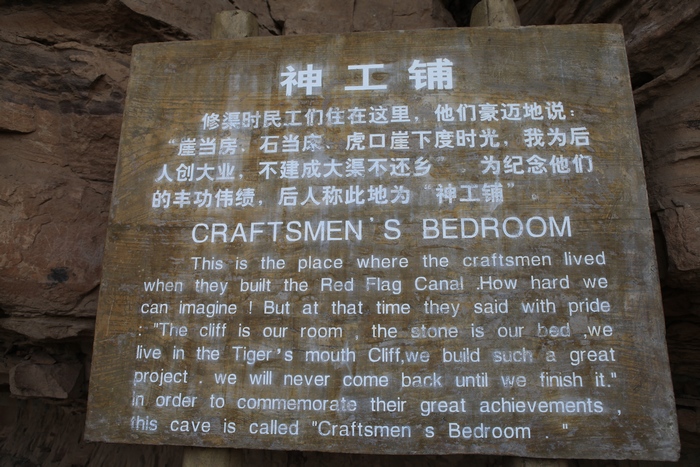 神工铺
修渠时民工们住在这里，他们豪迈地说：
“崖当房，石当床，虎口崖下度时光，我为后
人创大业，不建成大渠不还乡”　为纪念他们
的丰功伟绩，后人称此地为“神工铺”。
CRAFTSMEN'S BEDROOM
This is the place where the craftsmen lived
when they built the Red Flag Canal .How hard we
can imagine ! But at that time they said with pride
: "The cliff is our room , the stone is our bed ,we
live in the Tiger's mouth Cliff,we build such a great
project . we will never come back until we finish it."
in order to commemorate their great achievements ,
this cave is called "Craftsmen s Bedroom . "